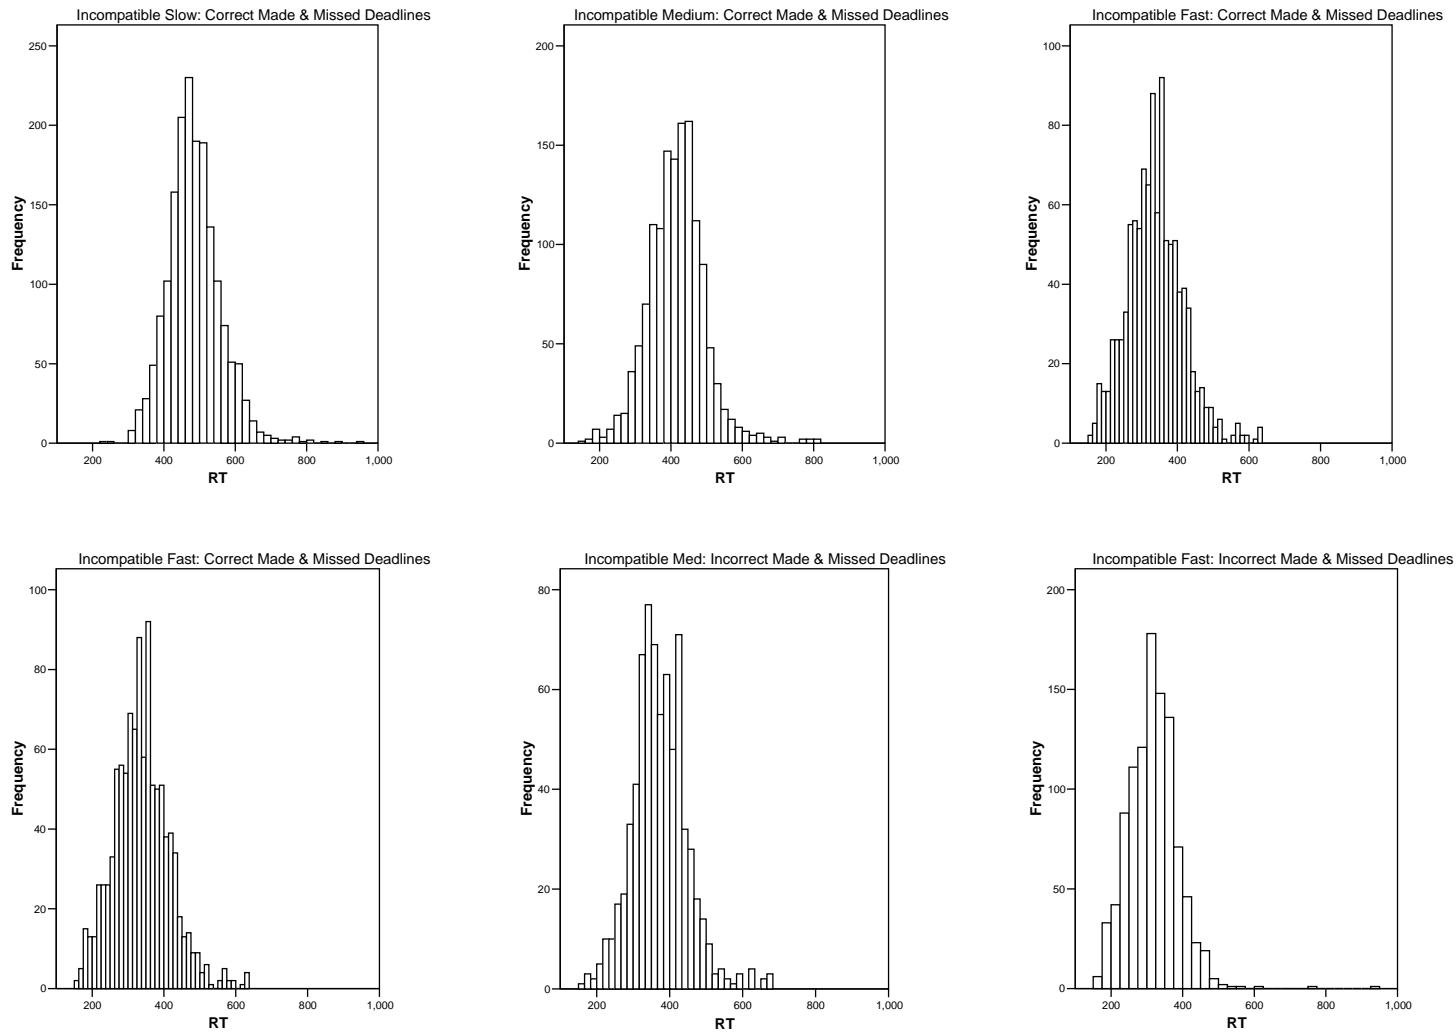 Incompatible Slow: Correct Made & Missed Deadlines
250
200
150
100
50
0
Frequency
200 400 600 800 1,000
RT
Incompatible Medium: Correct Made & Missed Deadlines
200
150
100
50
0
Frequency
200 400 600 800 1,000
RT
Incompatible Fast: Correct Made & Missed Deadlines
100
80
60
40
20
0
Frequency
200 400 600 800 1,000
RT
Incompatible Fast: Correct Made & Missed Deadlines
100
80
60
40
20
0
Frequency
200 400 600 800 1,000
RT
Incompatible Med: Incorrect Made & Missed Deadlines
80
60
40
20
0
Frequency
200 400 600 800 1,000
RT
Incompatible Fast: Incorrect Made & Missed Deadlines
200
150
100
50
0
Frequency
200 400 600 800 1,000
RT